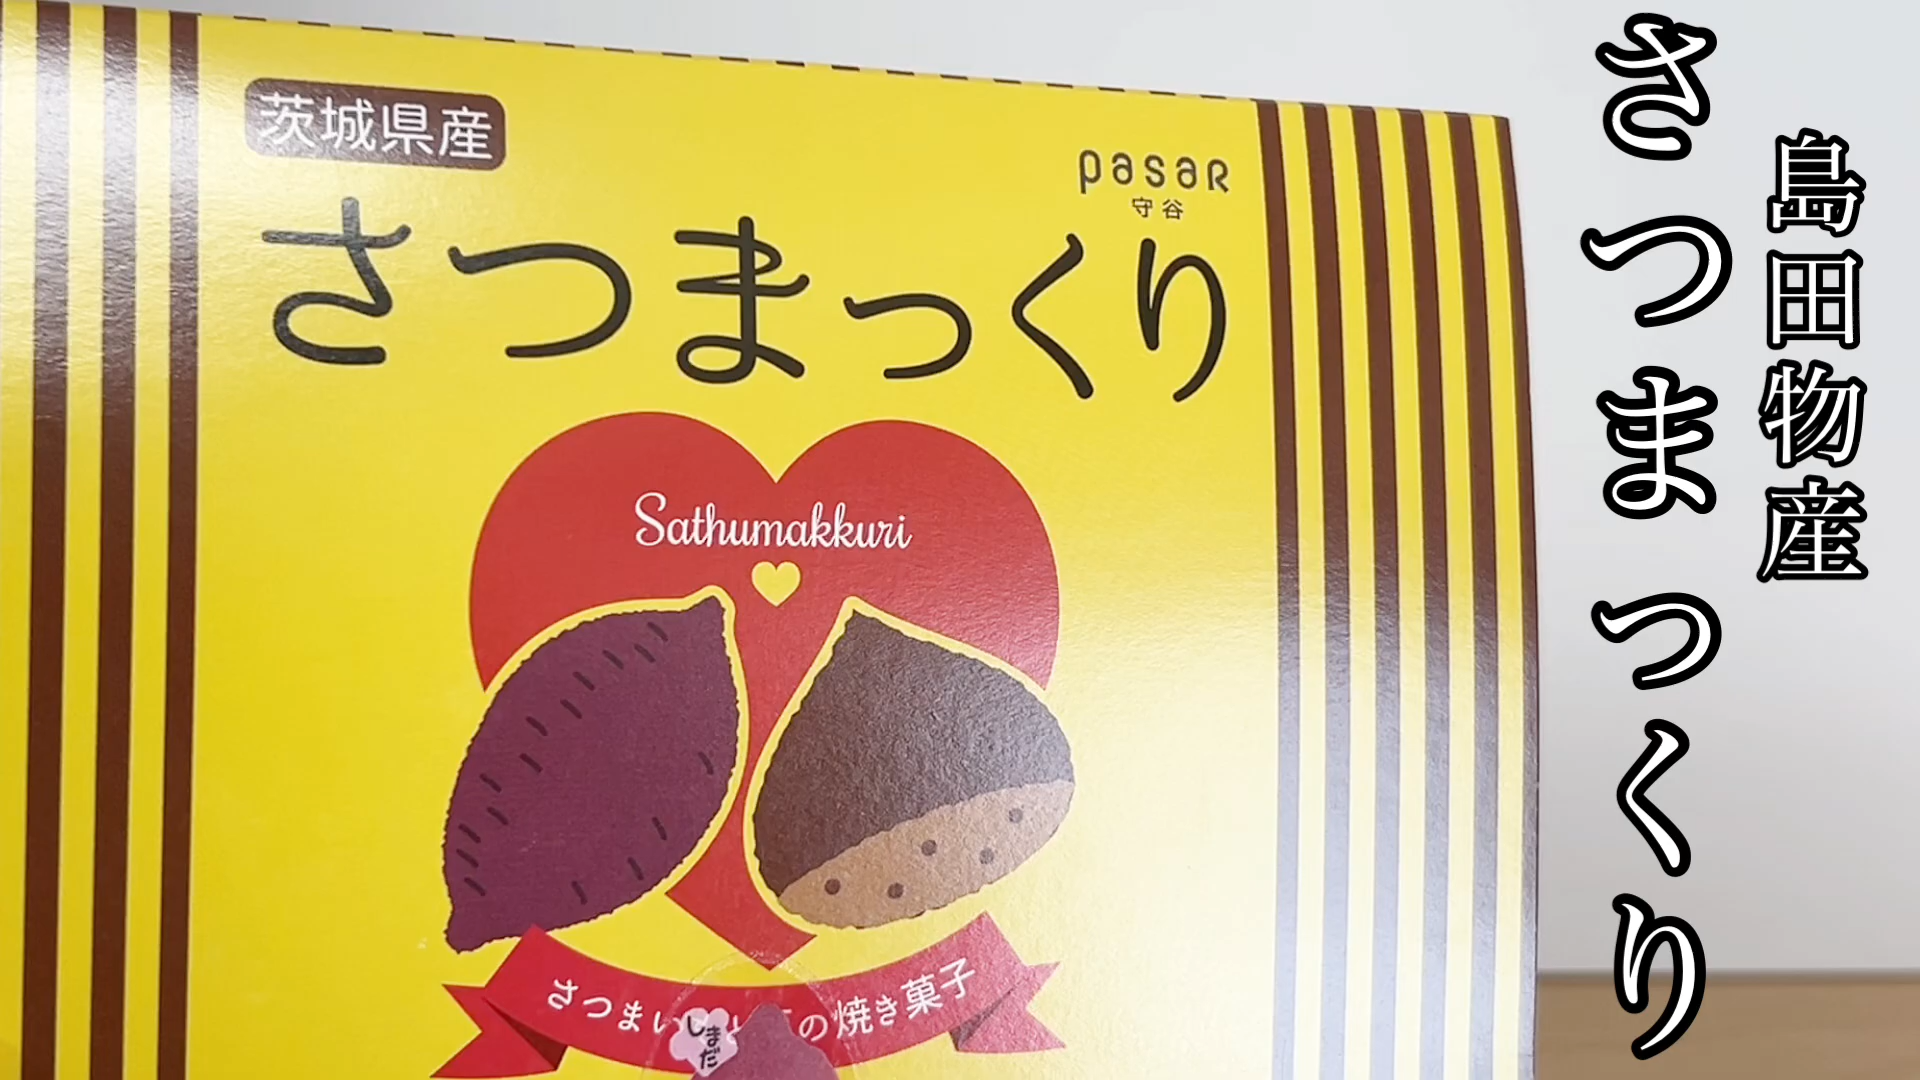 茨城県産
pasar
守谷
さつまっくり
Sathumakkuri
さつまい
の焼き菓子
しまだ
島田物産
さつまっくり